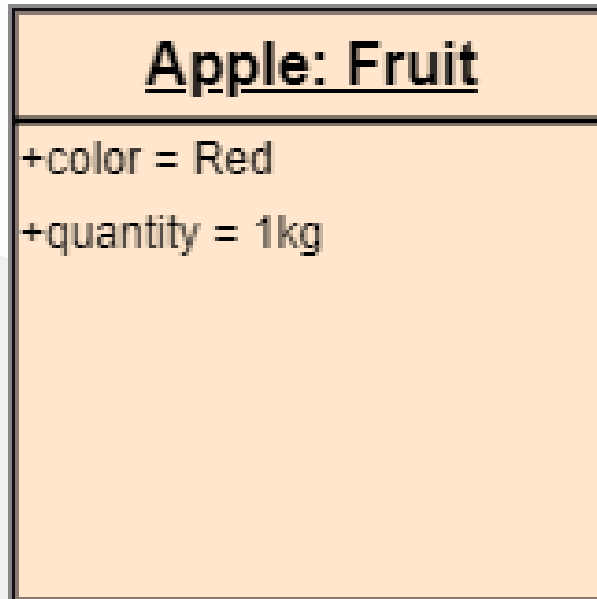 Apple: Fruit
+color = Red
+quantity = 1kg